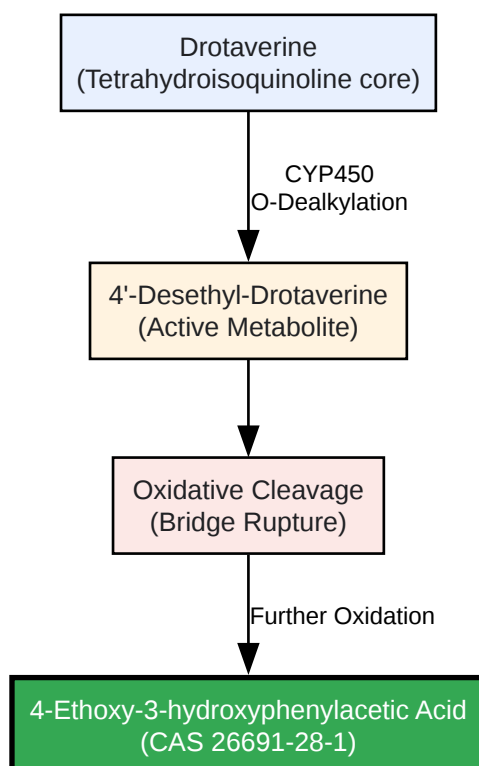 Drotaverine
(Tetrahydroisoquinoline core)
CYP450
O-Dealkylation
4'-Desethyl-Drotaverine
(Active Metabolite)
Oxidative Cleavage
(Bridge Rupture)
Further Oxidation
4-Ethoxy-3-hydroxyphenylacetic Acid
(CAS 26691-28-1)